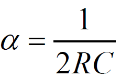 α = 1/2RC